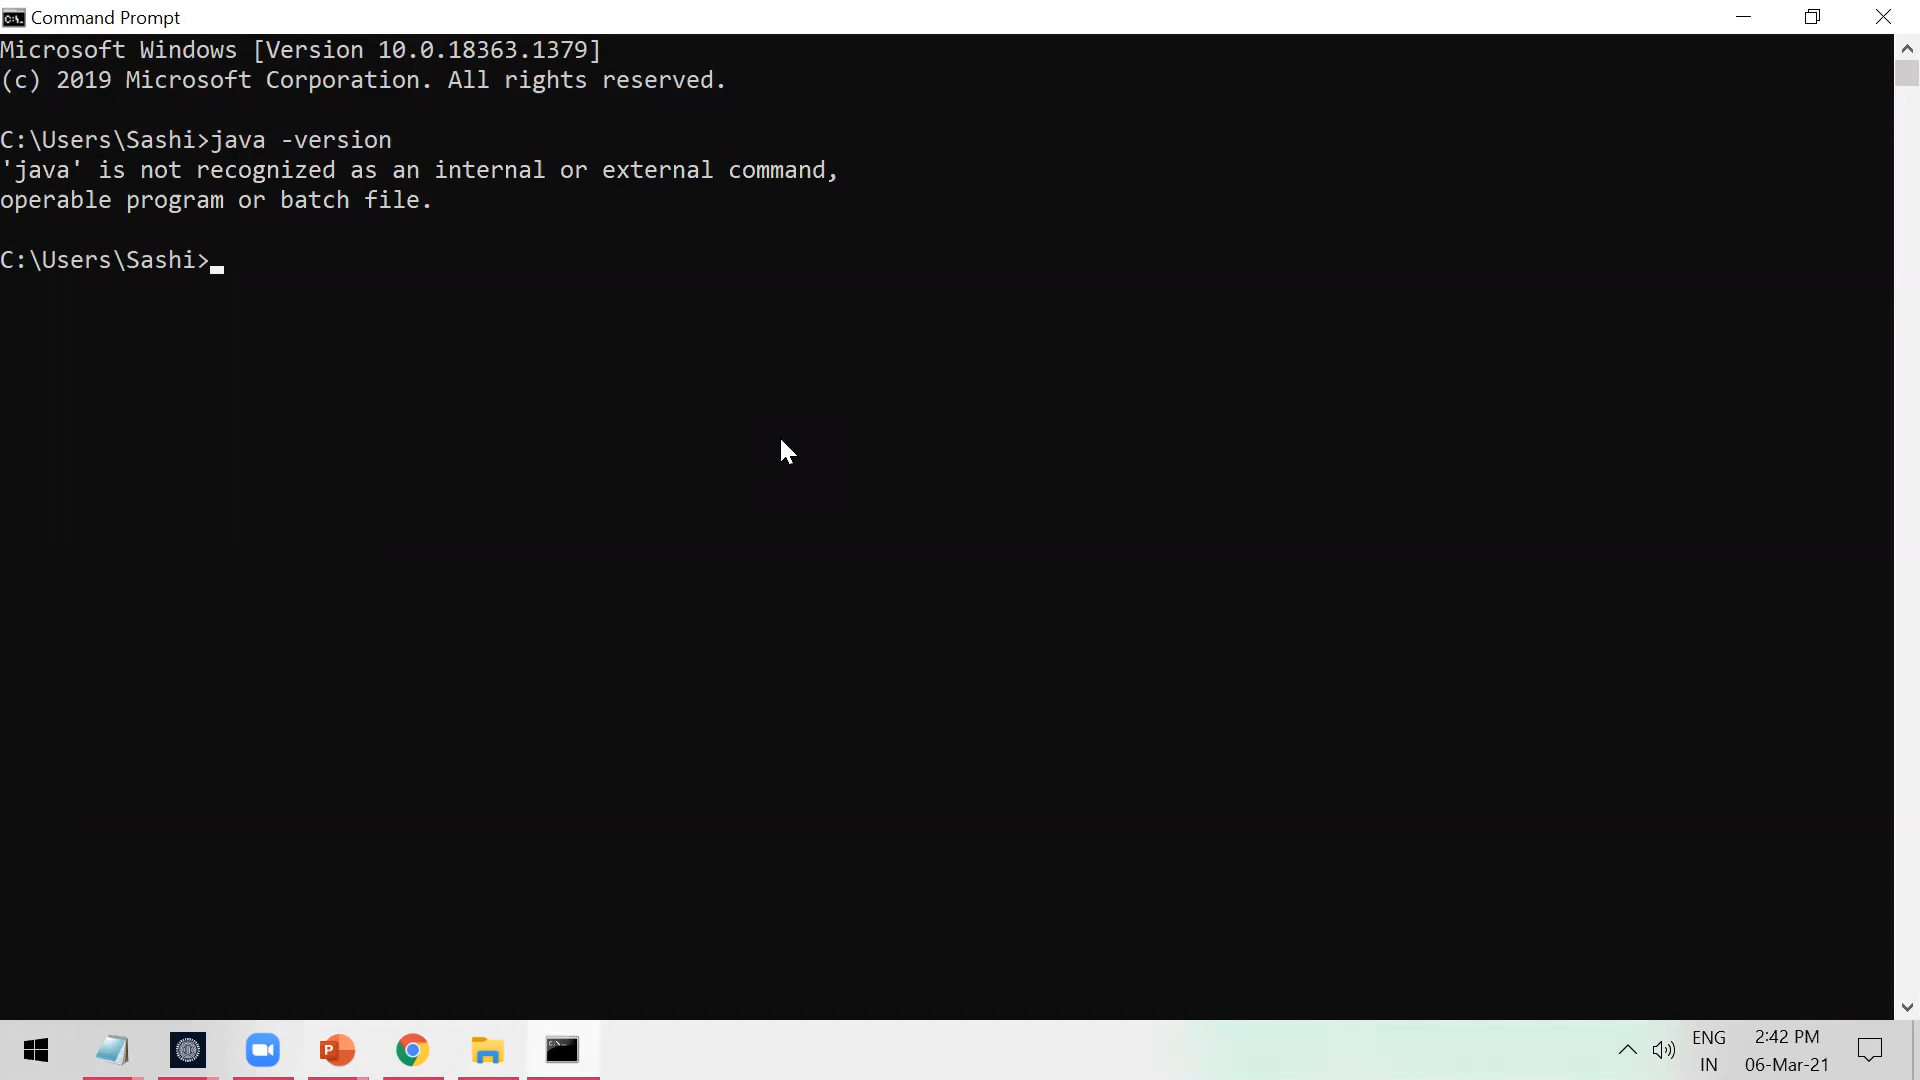 Command Prompt
Microsoft Windows [Version 10.0.18363.1379]
(c) 2019 Microsoft Corporation. All rights reserved.
C:\Users\Sashi>java -version
'java' is not recognized as an internal or external command,
operable program or batch file.
C:\Users\Sashi>
ENG
IN
2:42 PM
06-Mar-21